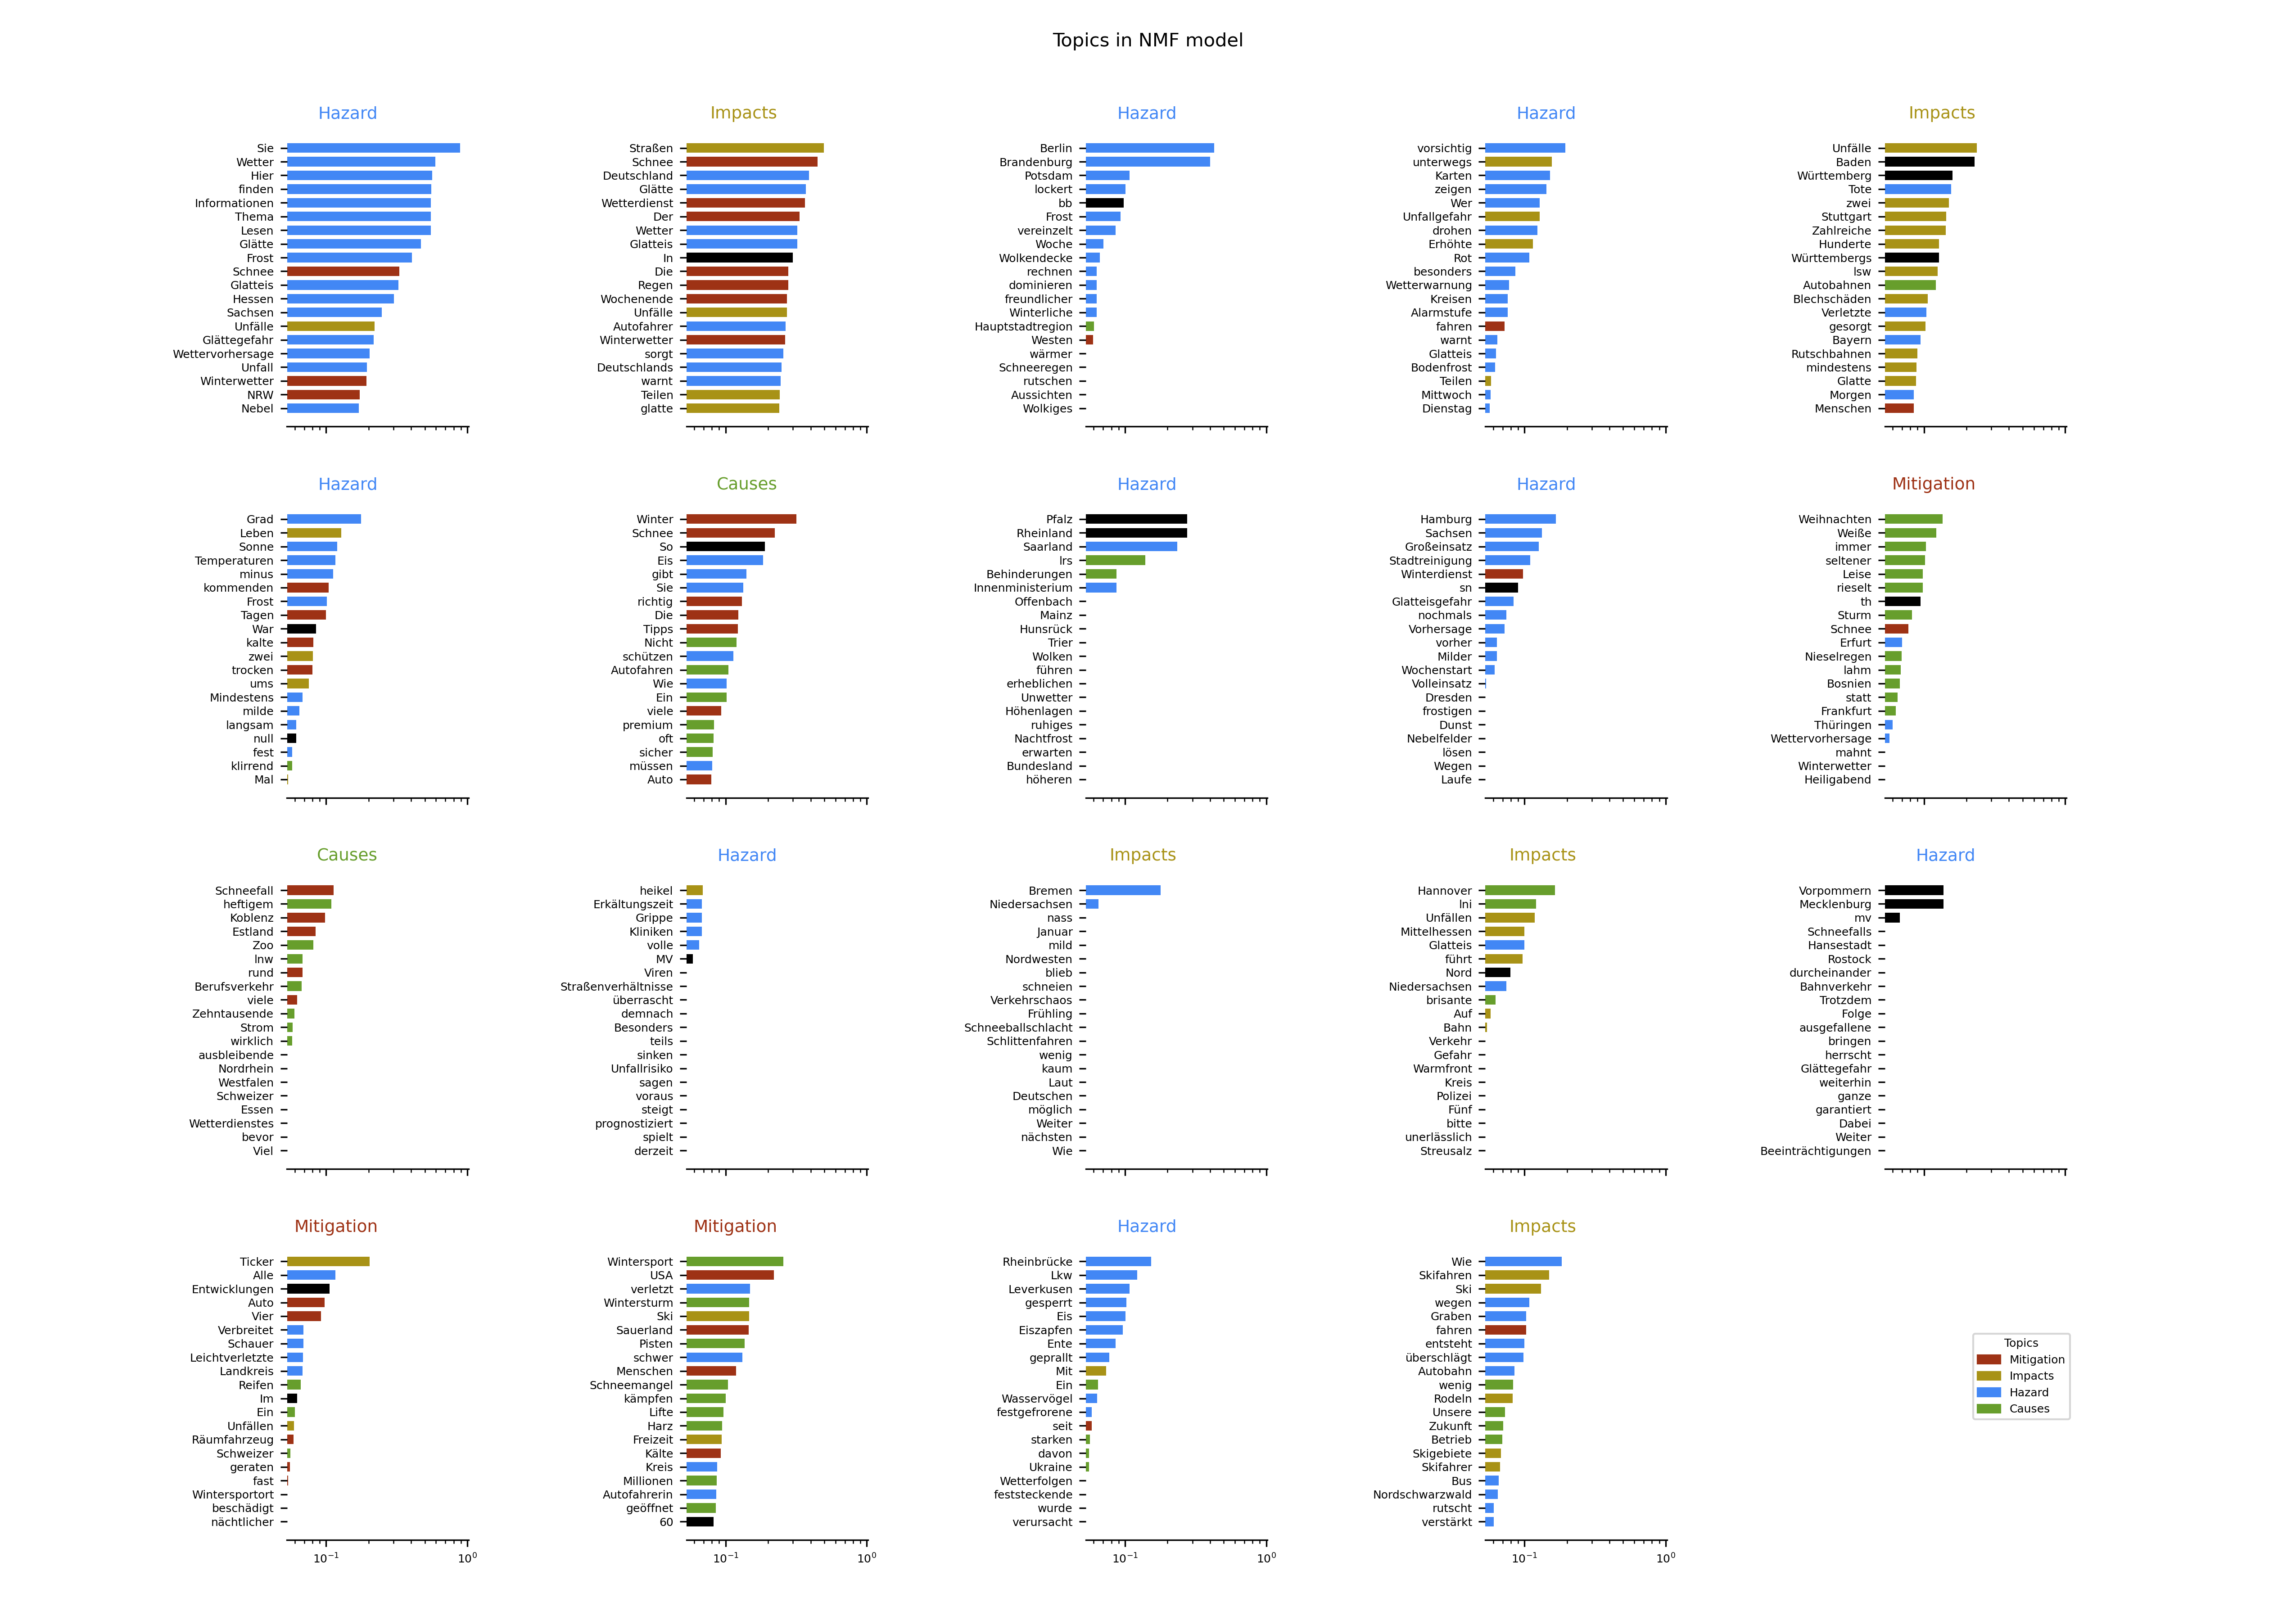 Topics in NMF model
Hazard
Sie
Wetter
Hier
finden
Informationen
Thema
Lesen
Glätte
Frost
Schnee
Glatteis
Hessen
Sachsen
Unfälle
Glättegefahr
Wettervorhersage
Unfall
Winterwetter
NRW
Nebel
Impacts
Straßen
Schnee
Deutschland
Glätte
Wetterdienst
Der
Wetter
Glatteis
In
Die
Regen
Wochenende
Unfälle
Autofahrer
Winterwetter
sorgt
Deutschlands
warnt
Teilen
glatte
Hazard
Berlin
Brandenburg
Potsdam
lockert
bb
Frost
vereinzelt
Woche
Wolkendecke
rechnen
dominieren
freundlicher
Winterliche
Hauptstadtregion
Westen
wärmer
Schneeregen
rutschen
Aussichten
Wolkiges
Hazard
vorsichtig
unterwegs
Karten
zeigen
Wer
Unfallgefahr
drohen
Erhöhte
Rot
besonders
Wetterwarnung
Kreisen
Alarmstufe
fahren
warnt
Glatteis
Bodenfrost
Teilen
Mittwoch
Dienstag
Impacts
Unfälle
Baden
Württemberg
Tote
zwei
Stuttgart
Zahlreiche
Hunderte
Württembergs
lsw
Autobahnen
Blechschäden
Verletzte
gesorgt
Bayern
Rutschbahnen
mindestens
Glatte
Morgen
Menschen
Hazard
Grad
Leben
Sonne
Temperaturen
minus
kommenden
Frost
Tagen
War
kalte
zwei
trocken
ums
Mindestens
milde
langsam
null
fest
klirrend
Mal
Causes
Winter
Schnee
So
Eis
gibt
Sie
richtig
Die
Tipps
Nicht
schützen
Autofahren
Wie
Ein
viele
premium
oft
sicher
müssen
Auto
Hazard
Pfalz
Rheinland
Saarland
lrs
Behinderungen
Innenministerium
Offenbach
Mainz
Hunsrück
Trier
Wolken
führen
erheblichen
Unwetter
Höhenlagen
ruhiges
Nachtfrost
erwarten
Bundesland
höheren
Hazard
Hamburg
Sachsen
Großeinsatz
Stadtreinigung
Winterdienst
sn
Glatteisgefahr
nochmals
Vorhersage
vorher
Milder
Wochenstart
Volleinsatz
Dresden
frostigen
Dunst
Nebelfelder
lösen
Wegen
Laufe
Mitigation
Weihnachten
Weiße
immer
seltener
Leise
rieselt
th
Sturm
Schnee
Erfurt
Nieselregen
lahm
Bosnien
statt
Frankfurt
Thüringen
Wettervorhersage
mahnt
Winterwetter
Heiligabend
Causes
Schneefall
heftigem
Koblenz
Estland
Zoo
lnw
rund
Berufsverkehr
viele
Zehntausende
Strom
wirklich
ausbleibende
Nordrhein
Westfalen
Schweizer
Essen
Wetterdienstes
bevor
Viel
Hazard
heikel
Erkältungszeit
Grippe
Kliniken
volle
MV
Viren
Straßenverhältnisse
überrascht
demnach
Besonders
teils
sinken
Unfallrisiko
sagen
voraus
steigt
prognostiziert
spielt
derzeit
Impacts
Bremen
Niedersachsen
nass
Januar
mild
Nordwesten
blieb
schneien
Verkehrschaos
Frühling
Schneeballschlacht
Schlittenfahren
wenig
kaum
Laut
Deutschen
möglich
Weiter
nächsten
Wie
Impacts
Hannover
lni
Unfällen
Mittelhessen
Glatteis
führt
Nord
Niedersachsen
brisante
Auf
Bahn
Verkehr
Gefahr
Warmfront
Kreis
Polizei
Fünf
bitte
unerlässlich
Streusalz
Hazard
Vorpommern
Mecklenburg
mv
Schneefalls
Hansestadt
Rostock
durcheinander
Bahnverkehr
Trotzdem
Folge
ausgefallene
bringen
herrscht
Glättegefahr
weiterhin
ganze
garantiert
Dabei
Weiter
Beeinträchtigungen
Mitigation
Ticker
Alle
Entwicklungen
Auto
Vier
Verbreitet
Schauer
Leichtverletzte
Landkreis
Reifen
Im
Ein
Unfällen
Räumfahrzeug
Schweizer
geraten
fast
Wintersportort
beschädigt
nächtlicher
10⁻¹ 10⁰
Mitigation
Wintersport
USA
verletzt
Wintersturm
Ski
Sauerland
Pisten
schwer
Menschen
Schneemangel
kämpfen
Lifte
Harz
Freizeit
Kälte
Kreis
Millionen
Autofahrerin
geöffnet
60
10⁻¹ 10⁰
Hazard
Rheinbrücke
Lkw
Leverkusen
gesperrt
Eis
Eiszapfen
Ente
geprallt
Mit
Ein
Wasservögel
festgefrorene
seit
starken
davon
Ukraine
Wetterfolgen
feststeckende
wurde
verursacht
10⁻¹ 10⁰
Impacts
Wie
Skifahren
Ski
wegen
Graben
fahren
entsteht
überschlägt
Autobahn
wenig
Rodeln
Unsere
Zukunft
Betrieb
Skigebiete
Skifahrer
Bus
Nordschwarzwald
rutscht
verstärkt
10⁻¹ 10⁰
Topics
Mitigation
Impacts
Hazard
Causes